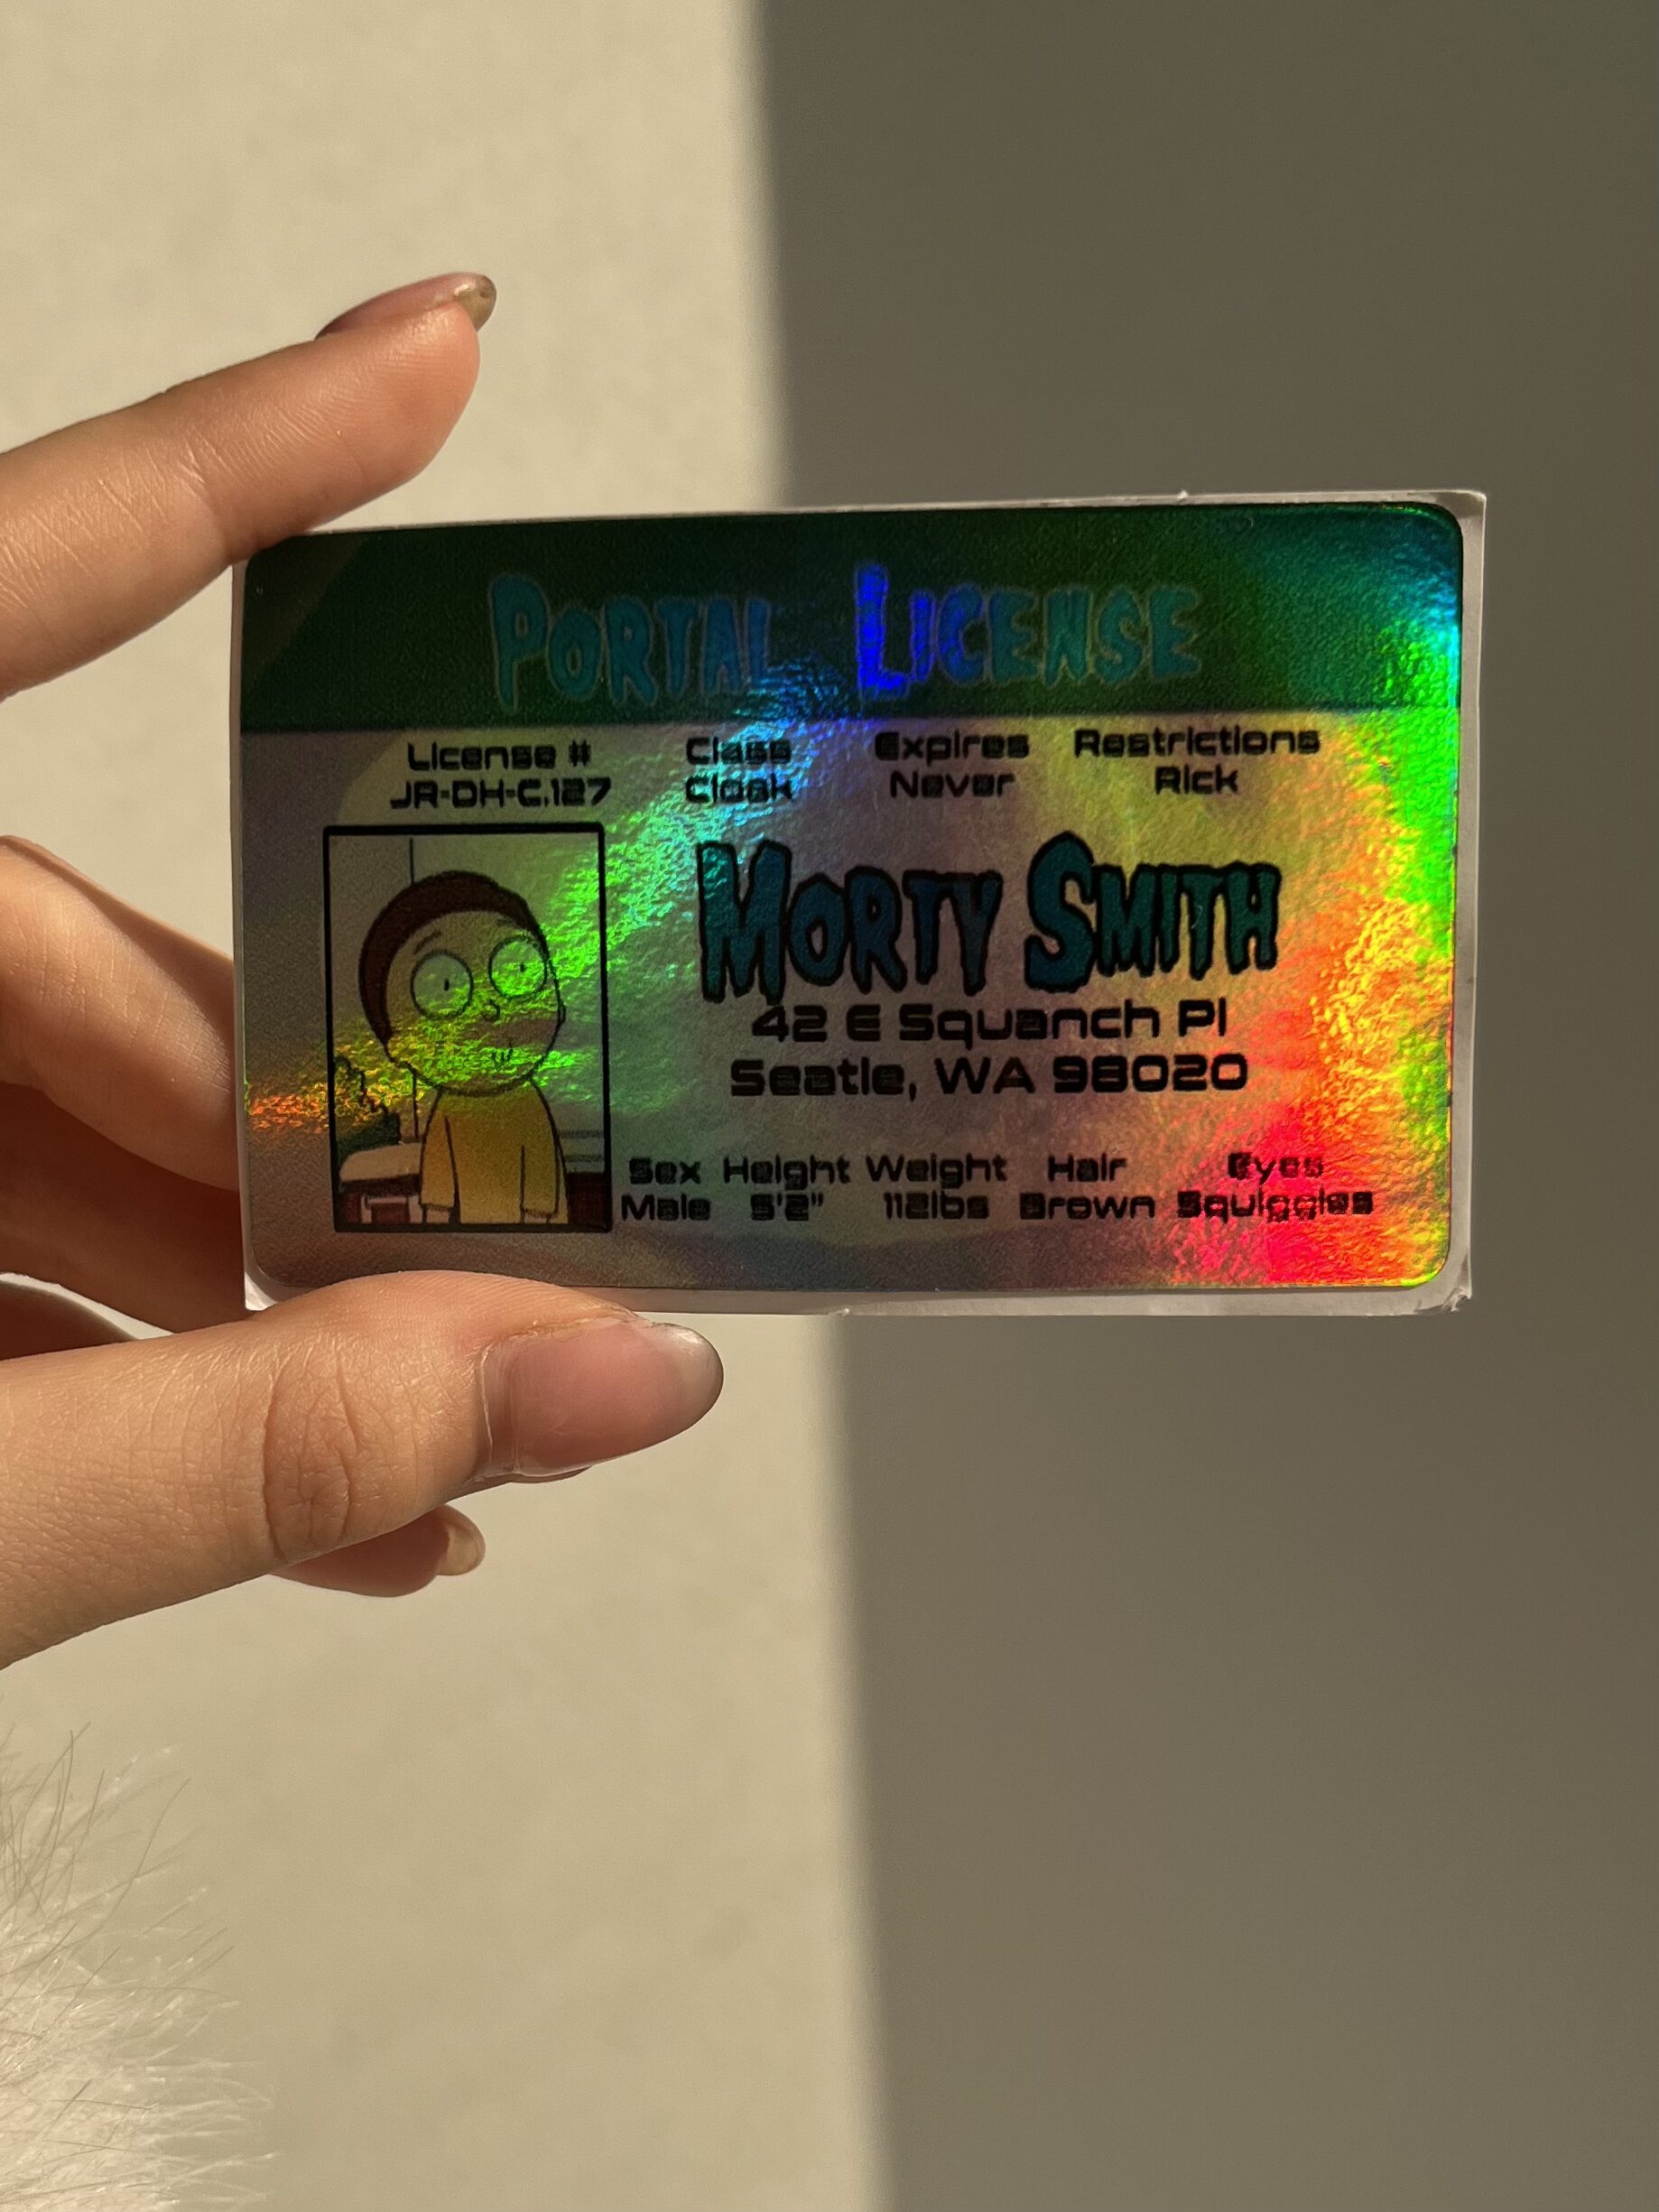 PORTAL LICENSE
License # Class Expires Restrictions
JR-DH-C.127 Cloak Never Rick
MORTY SMITH
42 E Squanch Pl
Seatle, WA 98020
Sex Height Weight Hair Eyes
Male 5'2" 112lbs Brown Squiggles